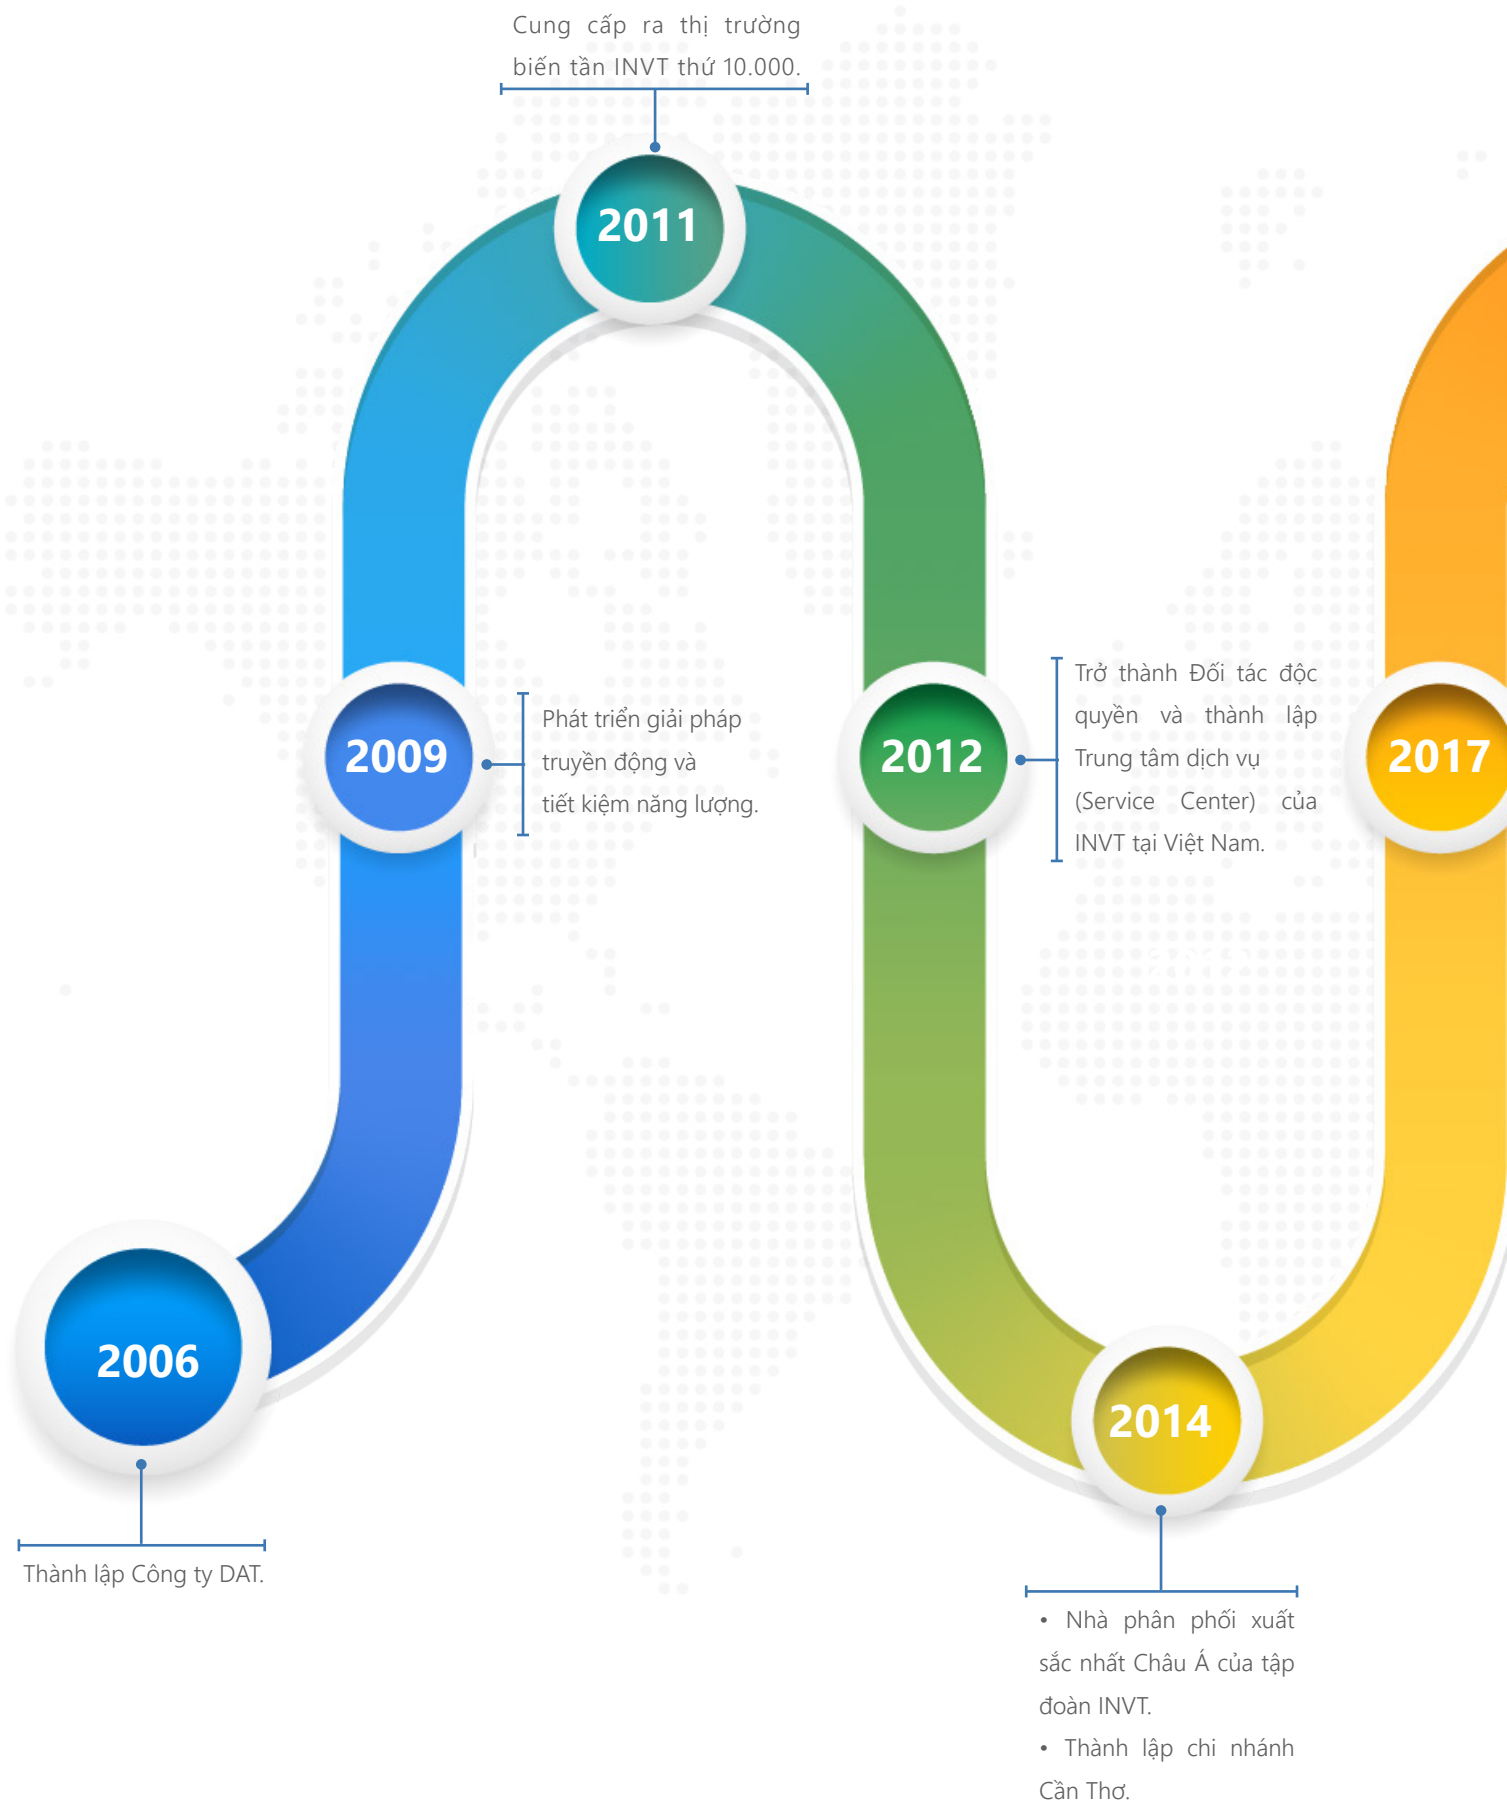 Cung cấp ra thị trường
biến tần INVT thứ 10.000.
2011
2009
Phát triển giải pháp
truyền động và
tiết kiệm năng lượng.
2012
Trở thành Đối tác độc
quyền và thành lập
Trung tâm dịch vụ
(Service Center) của
INVT tại Việt Nam.
2017
2006
Thành lập Công ty DAT.
2014
• Nhà phân phối xuất
sắc nhất Châu Á của tập
đoàn INVT.
• Thành lập chi nhánh
Cần Thơ.